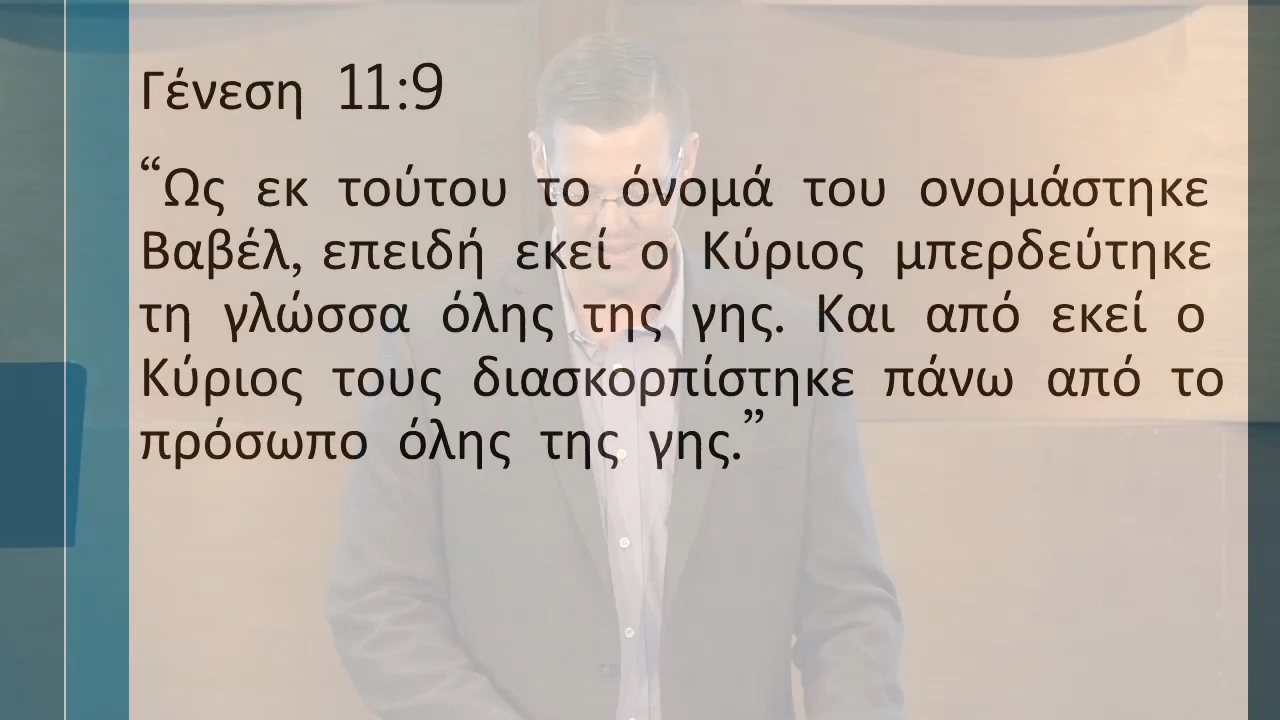 Γένεση 11:9
“Ως εκ τούτου το όνομά του ονομάστηκε
Βαβέλ, επειδή εκεί ο Κύριος μπερδεύτηκε
τη γλώσσα όλης της γης. Και από εκεί ο
Κύριος τους διασκορπίστηκε πάνω από το
πρόσωπο όλης της γης.”